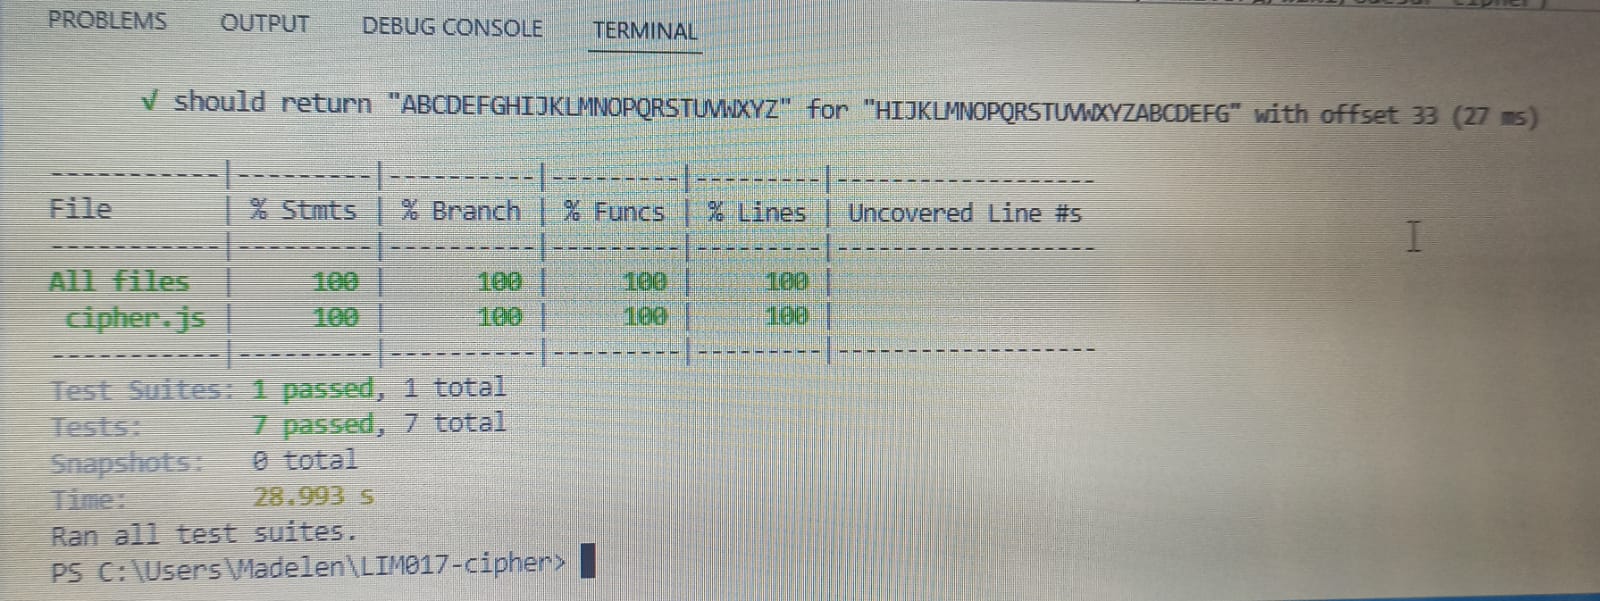 PROBLEMS OUTPUT DEBUG CONSOLE TERMINAL
√ should return "ABCDEFGHIJKLMNOPQRSTUVWXYZ" for "HIJKLMNOPQRSTUVWXYZABCDEFG" with offset 33 (27 ms)
-----------|---------|----------|---------|---------|-------------------
File | % Stmts | % Branch | % Funcs | % Lines | Uncovered Line #s
-----------|---------|----------|---------|---------|-------------------
All files | 100 | 100 | 100 | 100 |
cipher.js | 100 | 100 | 100 | 100 |
-----------|---------|----------|---------|---------|-------------------
Test Suites: 1 passed, 1 total
Tests: 7 passed, 7 total
Snapshots: 0 total
Time: 28.993 s
Ran all test suites.
PS C:\Users\Madelen\LIM017-cipher>